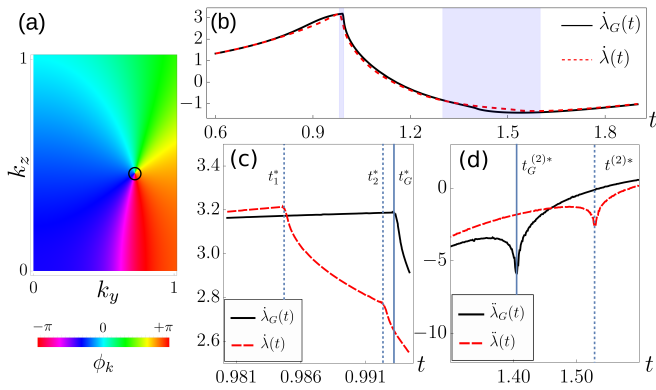 (a)
1
k_z
0
0
k_y
1
−π
0
+π
ϕ_k
(b)
3
2
1
0
−1
0.6
0.9
1.2
1.5
1.8
t
λ̇_G(t)
λ̇(t)
(c)
3.4
3.2
3.0
2.8
2.6
t_1^*
t_2^*
t_G^*
λ̇_G(t)
λ̇(t)
0.981
0.986
0.991
t
(d)
0
−5
−10
t_G^{(2)*}
t^{(2)*}
λ̈_G(t)
λ̈(t)
1.40
1.50
t